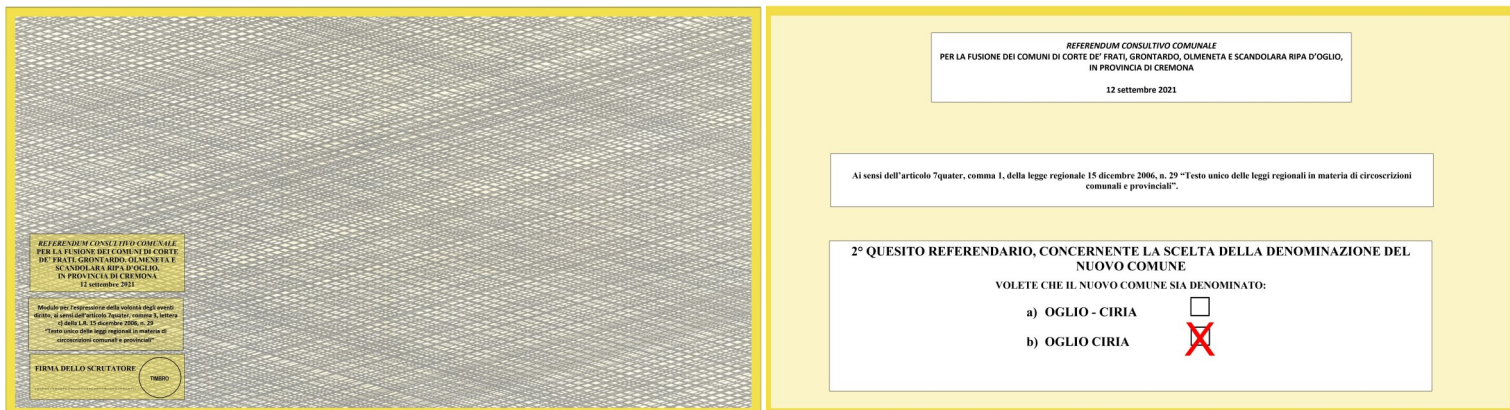 REFERENDUM CONSULTIVO COMUNALE
PER LA FUSIONE DEI COMUNI DI CORTE
DE' FRATI, GRONTARDO, OLMENETA E
SCANDOLARA RIPA D'OGLIO,
IN PROVINCIA DI CREMONA
12 settembre 2021
Modulo per l'espressione della volontà degli aventi
diritto, ai sensi dell'articolo 7quater, comma 3, lettera
c) della L.R. 15 dicembre 2006, n. 29
"Testo unico delle leggi regionali in materia di
circoscrizioni comunali e provinciali"
FIRMA DELLO SCRUTATORE
TIMBRO
REFERENDUM CONSULTIVO COMUNALE
PER LA FUSIONE DEI COMUNI DI CORTE DE' FRATI, GRONTARDO, OLMENETA E SCANDOLARA RIPA D'OGLIO,
IN PROVINCIA DI CREMONA
12 settembre 2021
Ai sensi dell'articolo 7quater, comma 1, della legge regionale 15 dicembre 2006, n. 29 "Testo unico delle leggi regionali in materia di circoscrizioni
comunali e provinciali".
2° QUESITO REFERENDARIO, CONCERNENTE LA SCELTA DELLA DENOMINAZIONE DEL
NUOVO COMUNE
VOLETE CHE IL NUOVO COMUNE SIA DENOMINATO:
a) OGLIO - CIRIA
b) OGLIO CIRIA
X